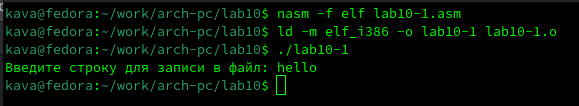 kava@fedora:~/work/arch-pc/lab10$ nasm -f elf lab10-1.asm
kava@fedora:~/work/arch-pc/lab10$ ld -m elf_i386 -o lab10-1 lab10-1.o
kava@fedora:~/work/arch-pc/lab10$ ./lab10-1
Введите строку для записи в файл: hello
kava@fedora:~/work/arch-pc/lab10$